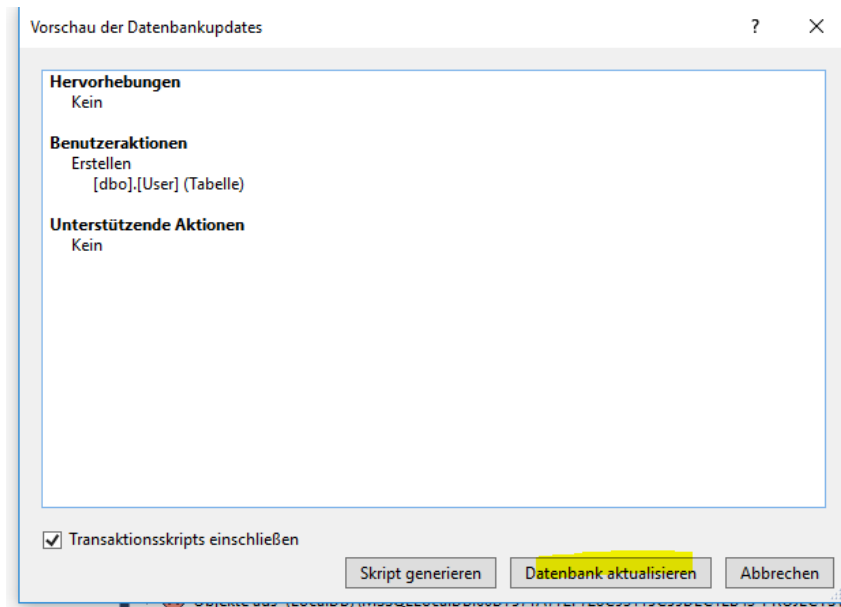 Vorschau der Datenbankupdates ?
Hervorhebungen
Kein
Benutzeraktionen
Erstellen
[dbo].[User] (Tabelle)
Unterstützende Aktionen
Kein
Transaktionsskripts einschließen
Skript generieren Datenbank aktualisieren Abbrechen